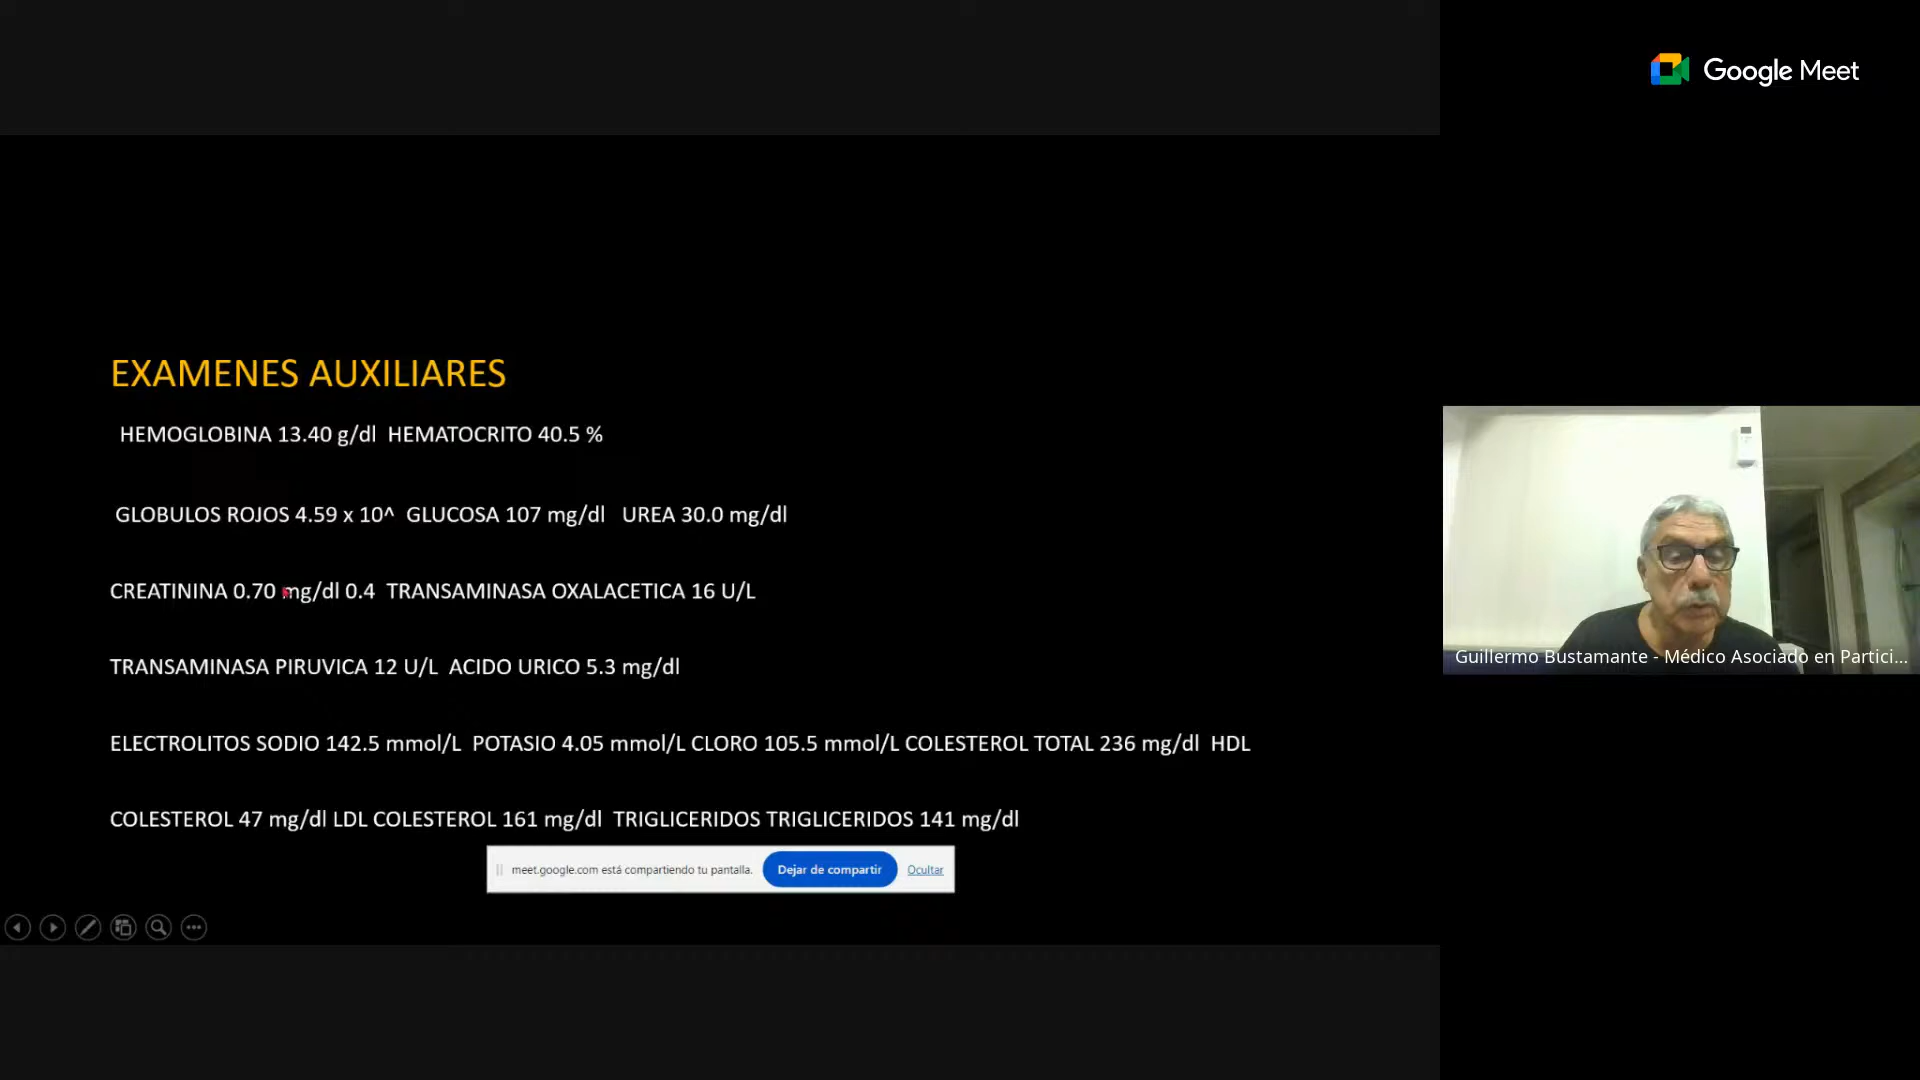 Google Meet
EXAMENES AUXILIARES
HEMOGLOBINA 13.40 g/dl  HEMATOCRITO 40.5 %
GLOBULOS ROJOS 4.59 x 10^  GLUCOSA 107 mg/dl   UREA 30.0 mg/dl
CREATININA 0.70 mg/dl 0.4  TRANSAMINASA OXALACETICA 16 U/L
TRANSAMINASA PIRUVICA 12 U/L  ACIDO URICO 5.3 mg/dl
ELECTROLITOS SODIO 142.5 mmol/L  POTASIO 4.05 mmol/L CLORO 105.5 mmol/L COLESTEROL TOTAL 236 mg/dl  HDL
COLESTEROL 47 mg/dl LDL COLESTEROL 161 mg/dl  TRIGLICERIDOS TRIGLICERIDOS 141 mg/dl
meet.google.com está compartiendo tu pantalla. Dejar de compartir Ocultar
Guillermo Bustamante - Médico Asociado en Partici...